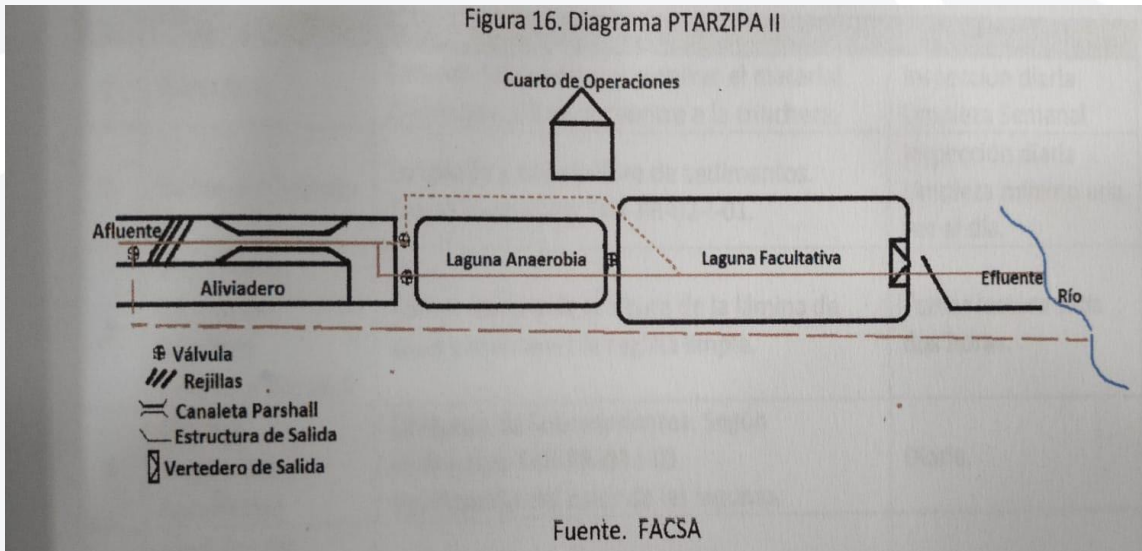 Figura 16. Diagrama PTARZIPA II
Cuarto de Operaciones
Afluente
Aliviadero
Laguna Anaerobia
Laguna Facultativa
Efluente
Río
Válvula
Rejillas
Canaleta Parshall
Estructura de Salida
Vertedero de Salida
Fuente. FACSA